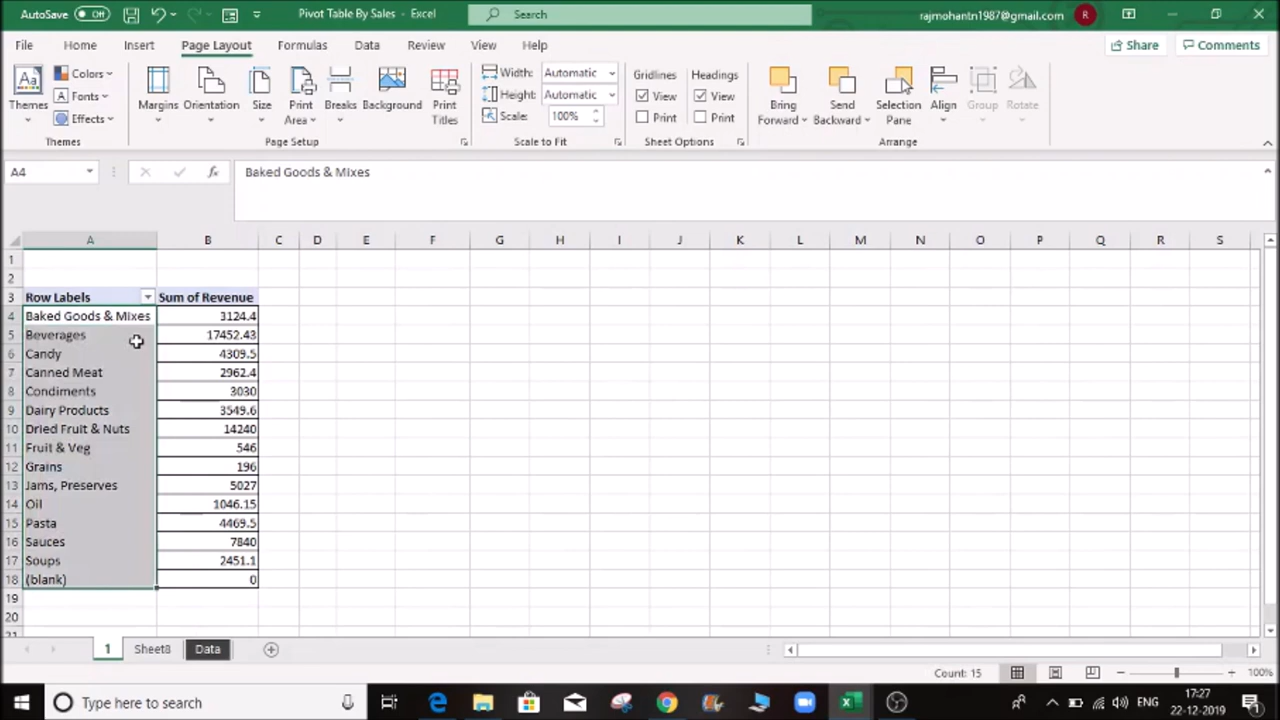 AutoSave Off Pivot Table By Sales - Excel Search rajmohantn1987@gmail.com R
File Home Insert Page Layout Formulas Data Review View Help Share Comments
Themes Colors Fonts Effects Margins Orientation Size Print Area Breaks Background Print Titles
Width: Automatic
Height: Automatic
Scale: 100%
Gridlines
View
Print
Headings
View
Print
Bring Forward Send Backward Selection Pane Align Group Rotate
Themes Page Setup Scale to Fit Sheet Options Arrange
A4 fx Baked Goods & Mixes
A B C D E F G H I J K L M N O P Q R S
1
2
3 Row Labels Sum of Revenue
4 Baked Goods & Mixes 3124.4
5 Beverages 17452.43
6 Candy 4309.5
7 Canned Meat 2962.4
8 Condiments 3030
9 Dairy Products 3549.6
10 Dried Fruit & Nuts 14240
11 Fruit & Veg 546
12 Grains 196
13 Jams, Preserves 5027
14 Oil 1046.15
15 Pasta 4469.5
16 Sauces 7840
17 Soups 2451.1
18 (blank) 0
19
20
21
1 Sheet8 Data
Count: 15 100%
Type here to search ENG 17:27
22-12-2019